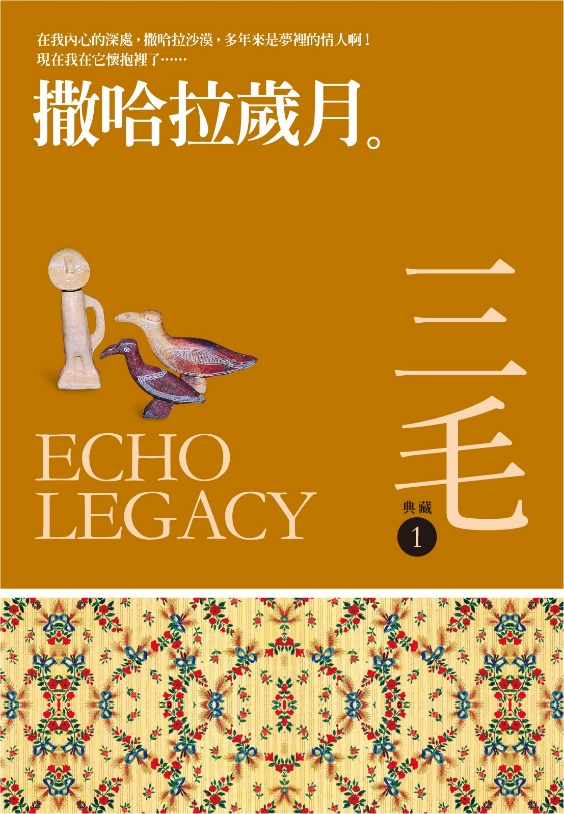 在我內心的深處，撒哈拉沙漠，多年來是夢裡的情人啊！
現在我在它懷抱裡了……
撒哈拉歲月。
三毛
ECHO
LEGACY
典藏
1